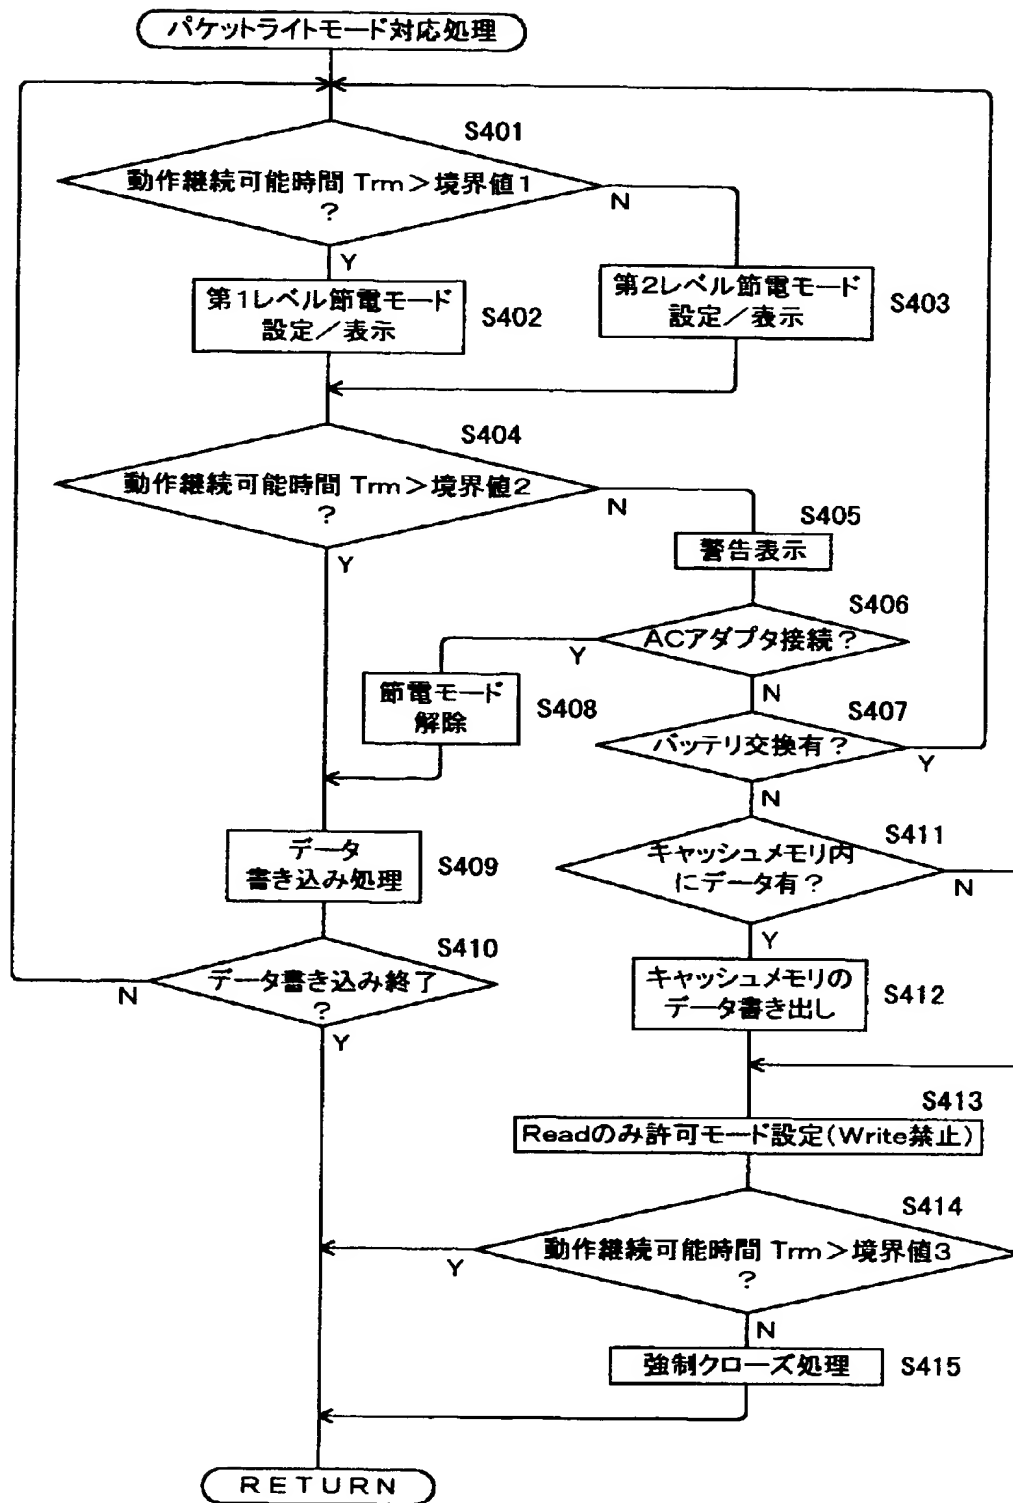 パケットライトモード対応処理
S401
動作継続可能時間 Trm>境界値1
?
N
Y
第1レベル節電モード
設定/表示
S402
第2レベル節電モード
設定/表示
S403
S404
動作継続可能時間 Trm>境界値2
?
N
Y
S405
警告表示
S406
ACアダプタ接続?
Y
N
節電モード
解除
S408
S407
バッテリ交換有?
Y
N
データ
書き込み処理
S409
S411
キャッシュメモリ内
にデータ有?
N
Y
S410
データ書き込み終了
?
N
Y
キャッシュメモリの
データ書き出し
S412
S413
Readのみ許可モード設定(Write禁止)
S414
動作継続可能時間 Trm>境界値3
?
Y
N
強制クローズ処理
S415
RETURN